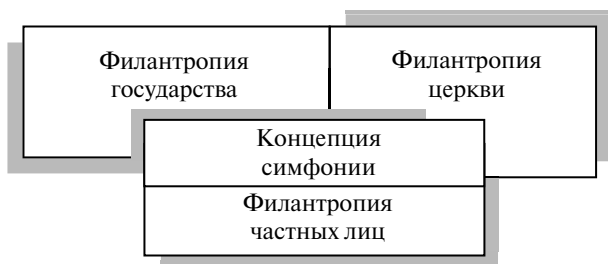 Филантропия
государства
Филантропия
церкви
Концепция
симфонии
Филантропия
частных лиц